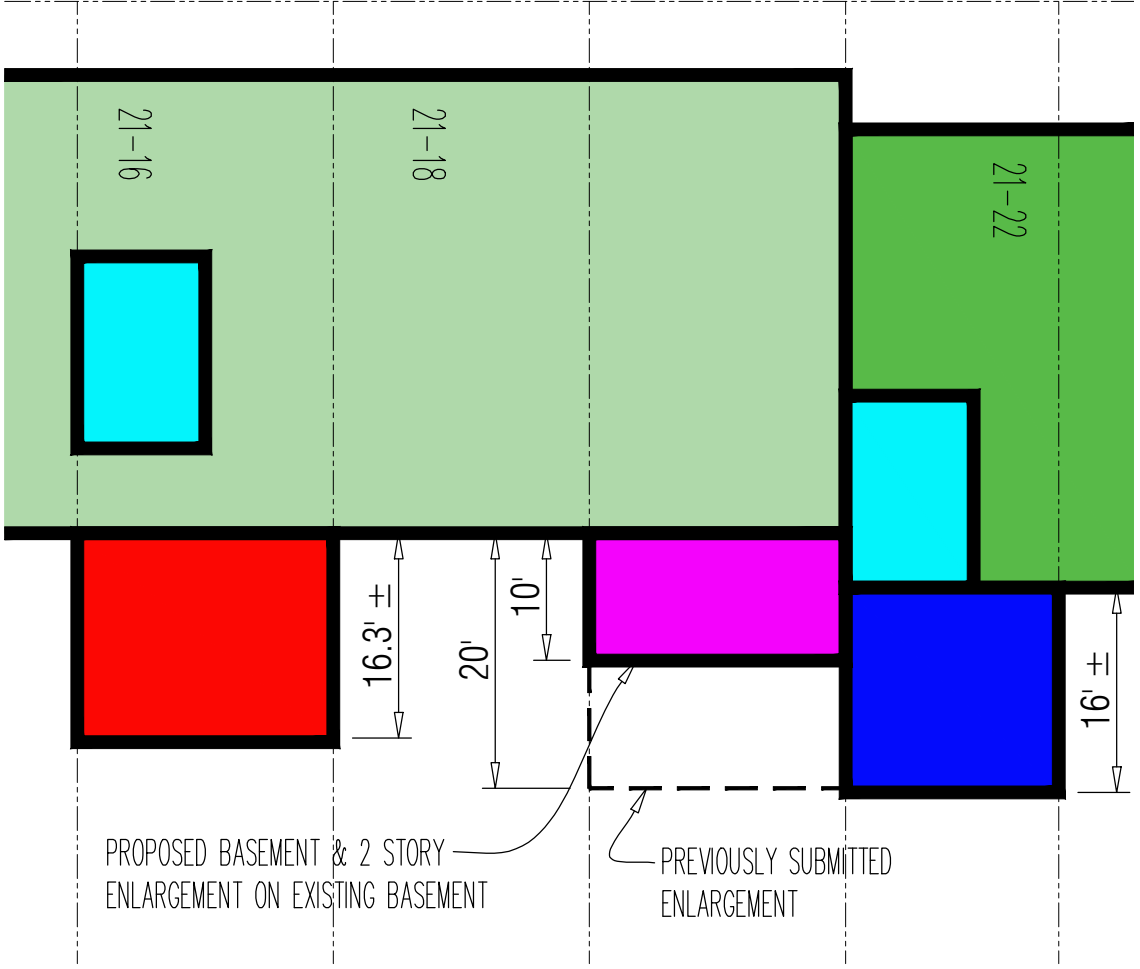 21-16
21-18
21-22
16.3' ±
20'
10'
16' ±
PROPOSED BASEMENT & 2 STORY
ENLARGEMENT ON EXISTING BASEMENT
PREVIOUSLY SUBMITTED
ENLARGEMENT